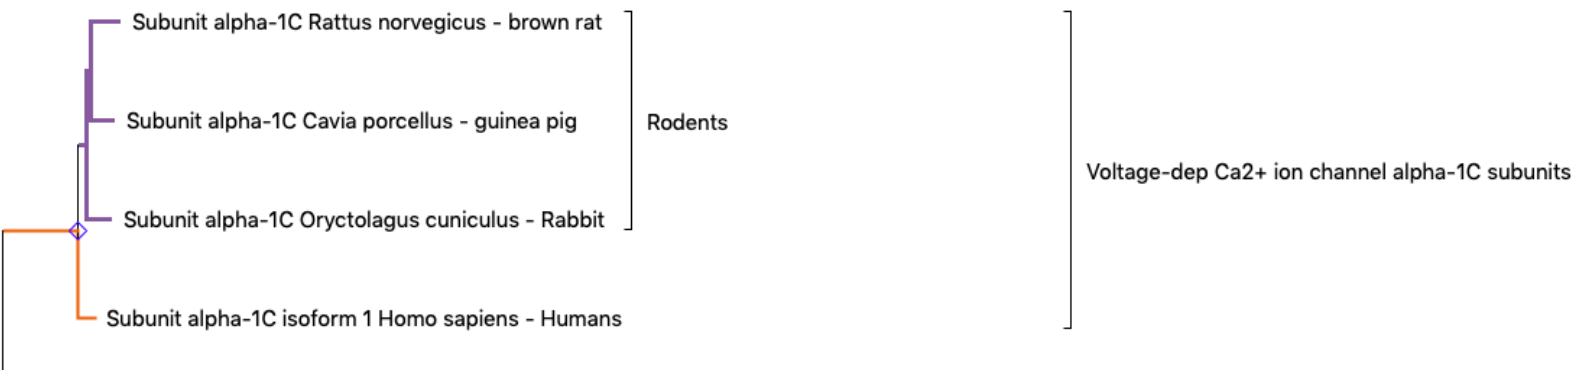 Subunit alpha-1C Rattus norvegicus - brown rat
Subunit alpha-1C Cavia porcellus - guinea pig
Rodents
Voltage-dep Ca2+ ion channel alpha-1C subunits
Subunit alpha-1C Oryctolagus cuniculus - Rabbit
Subunit alpha-1C isoform 1 Homo sapiens - Humans